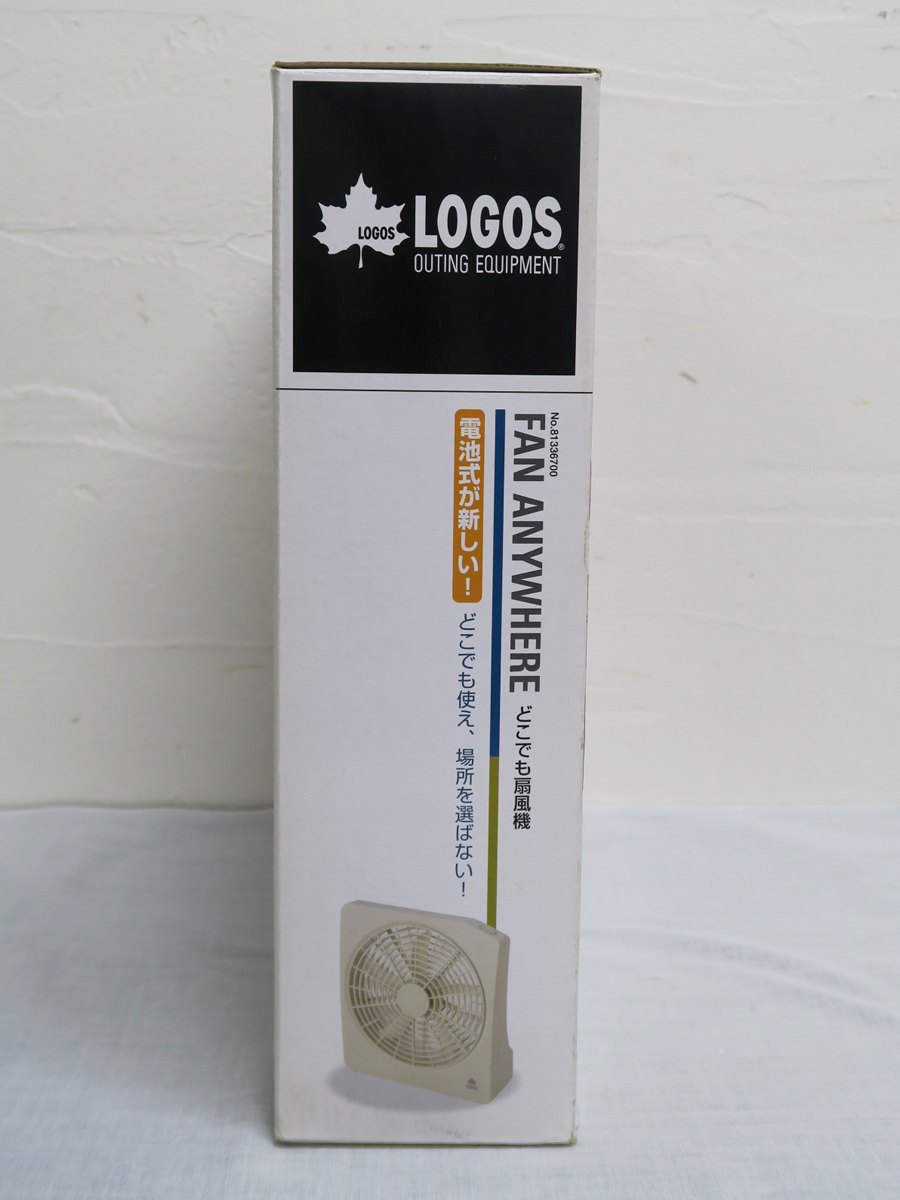 LOGOS
LOGOS®
OUTING EQUIPMENT
No.81336700
FAN ANYWHERE どこでも扇風機
電池式が新しい！ どこでも使え、場所を選ばない！